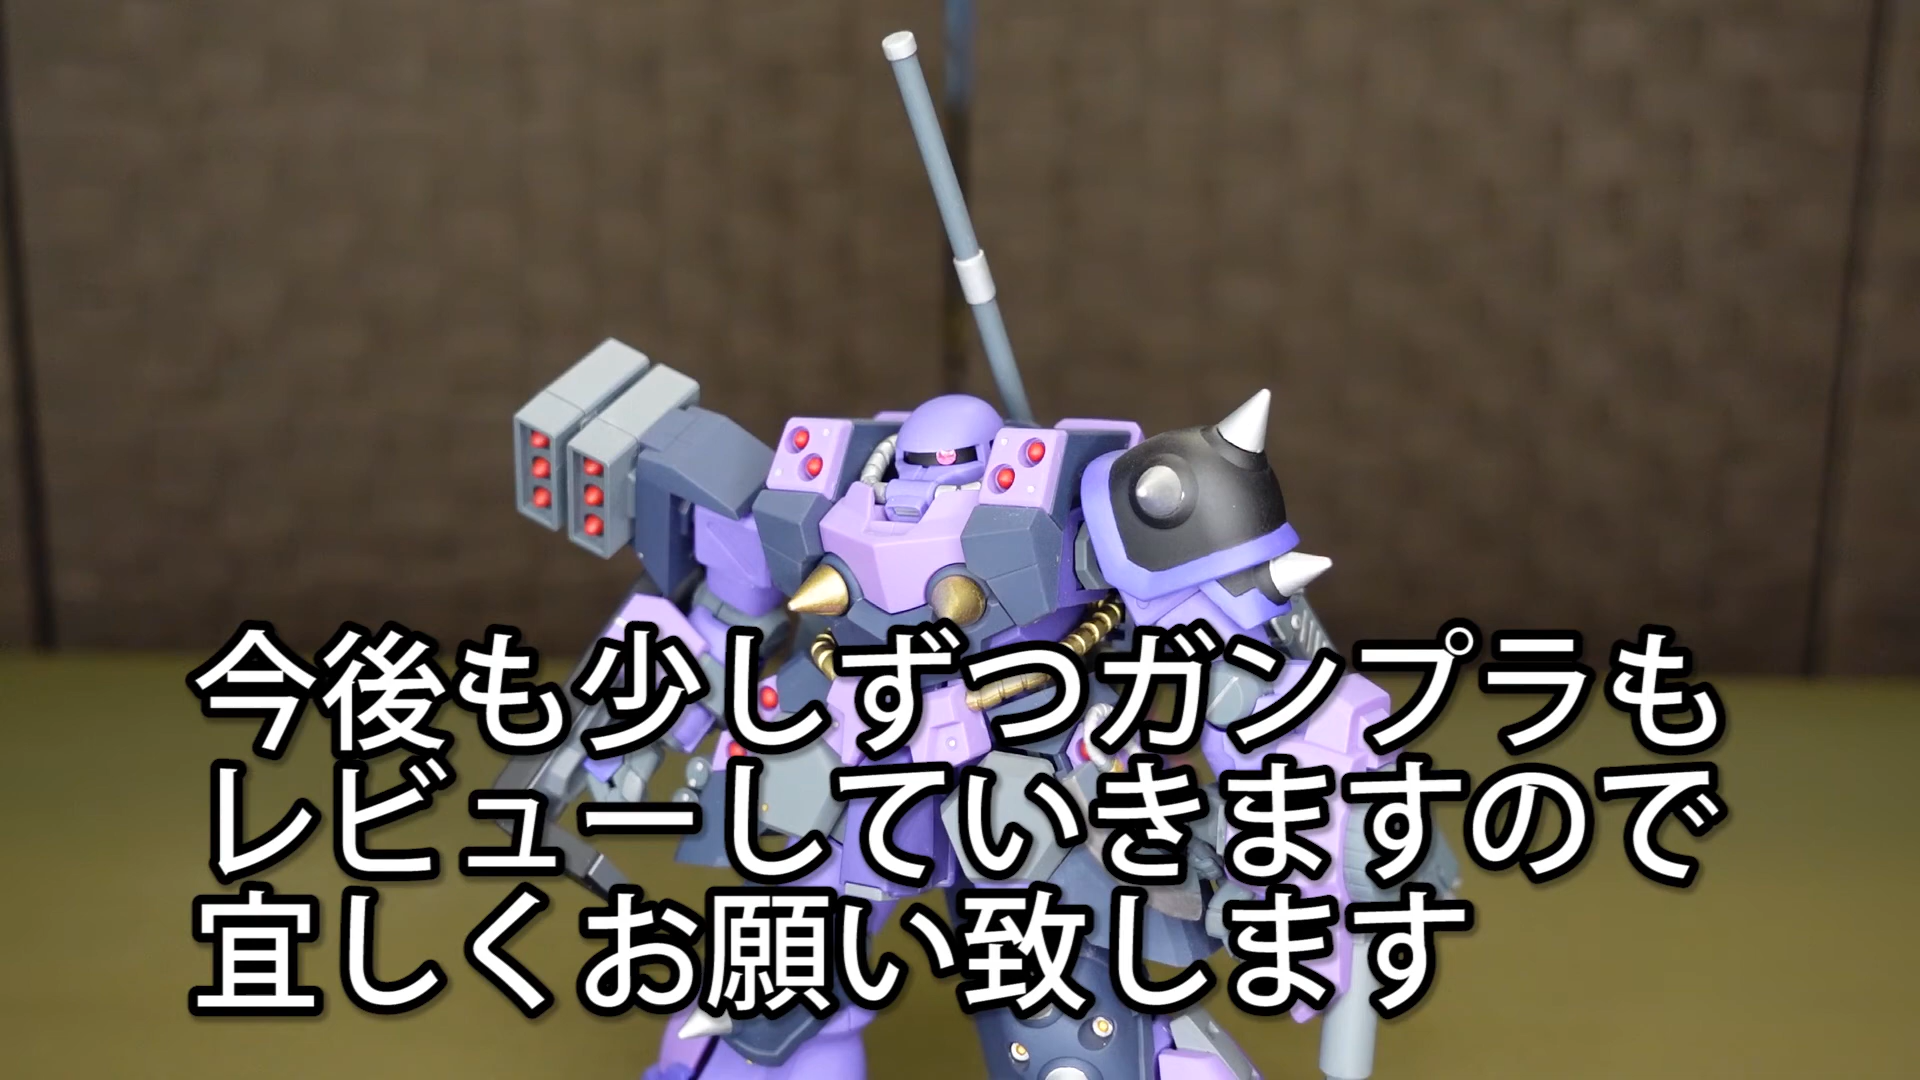 今後も少しずつガンプラも
レビューしていきますので
宜しくお願い致します